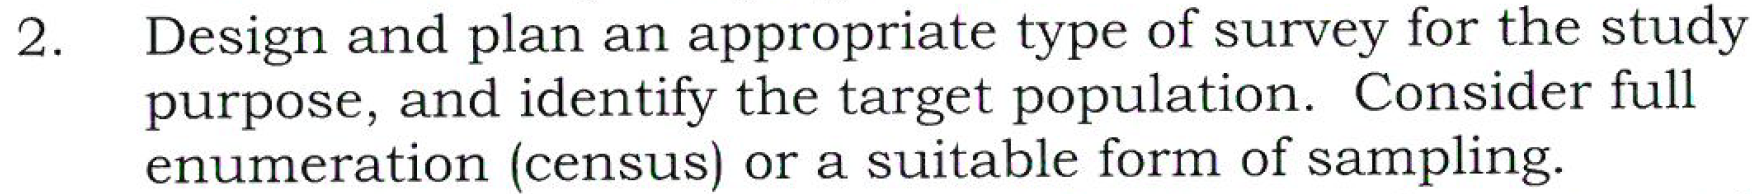 2. Design and plan an appropriate type of survey for the study
purpose, and identify the target population. Consider full
enumeration (census) or a suitable form of sampling.